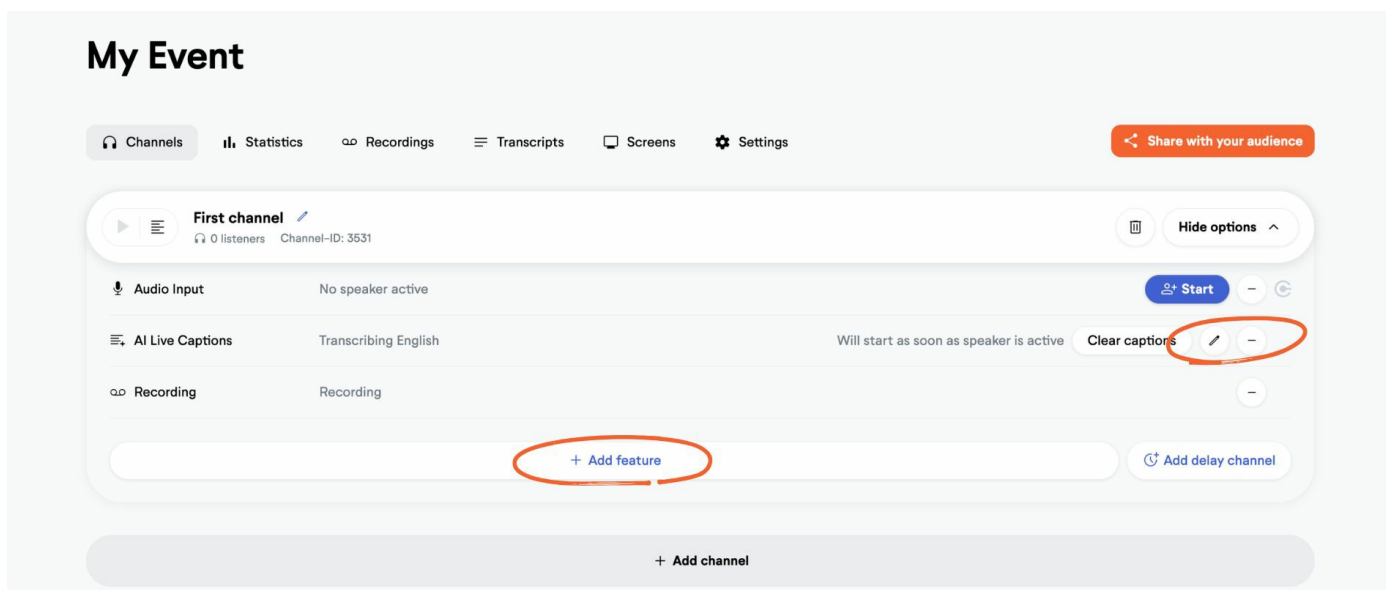 My Event
Channels Statistics Recordings Transcripts Screens Settings Share with your audience
First channel Hide options
0 listeners Channel-ID: 3531
Audio Input No speaker active Start
AI Live Captions Transcribing English Will start as soon as speaker is active Clear captions
Recording Recording
+ Add feature Add delay channel
+ Add channel